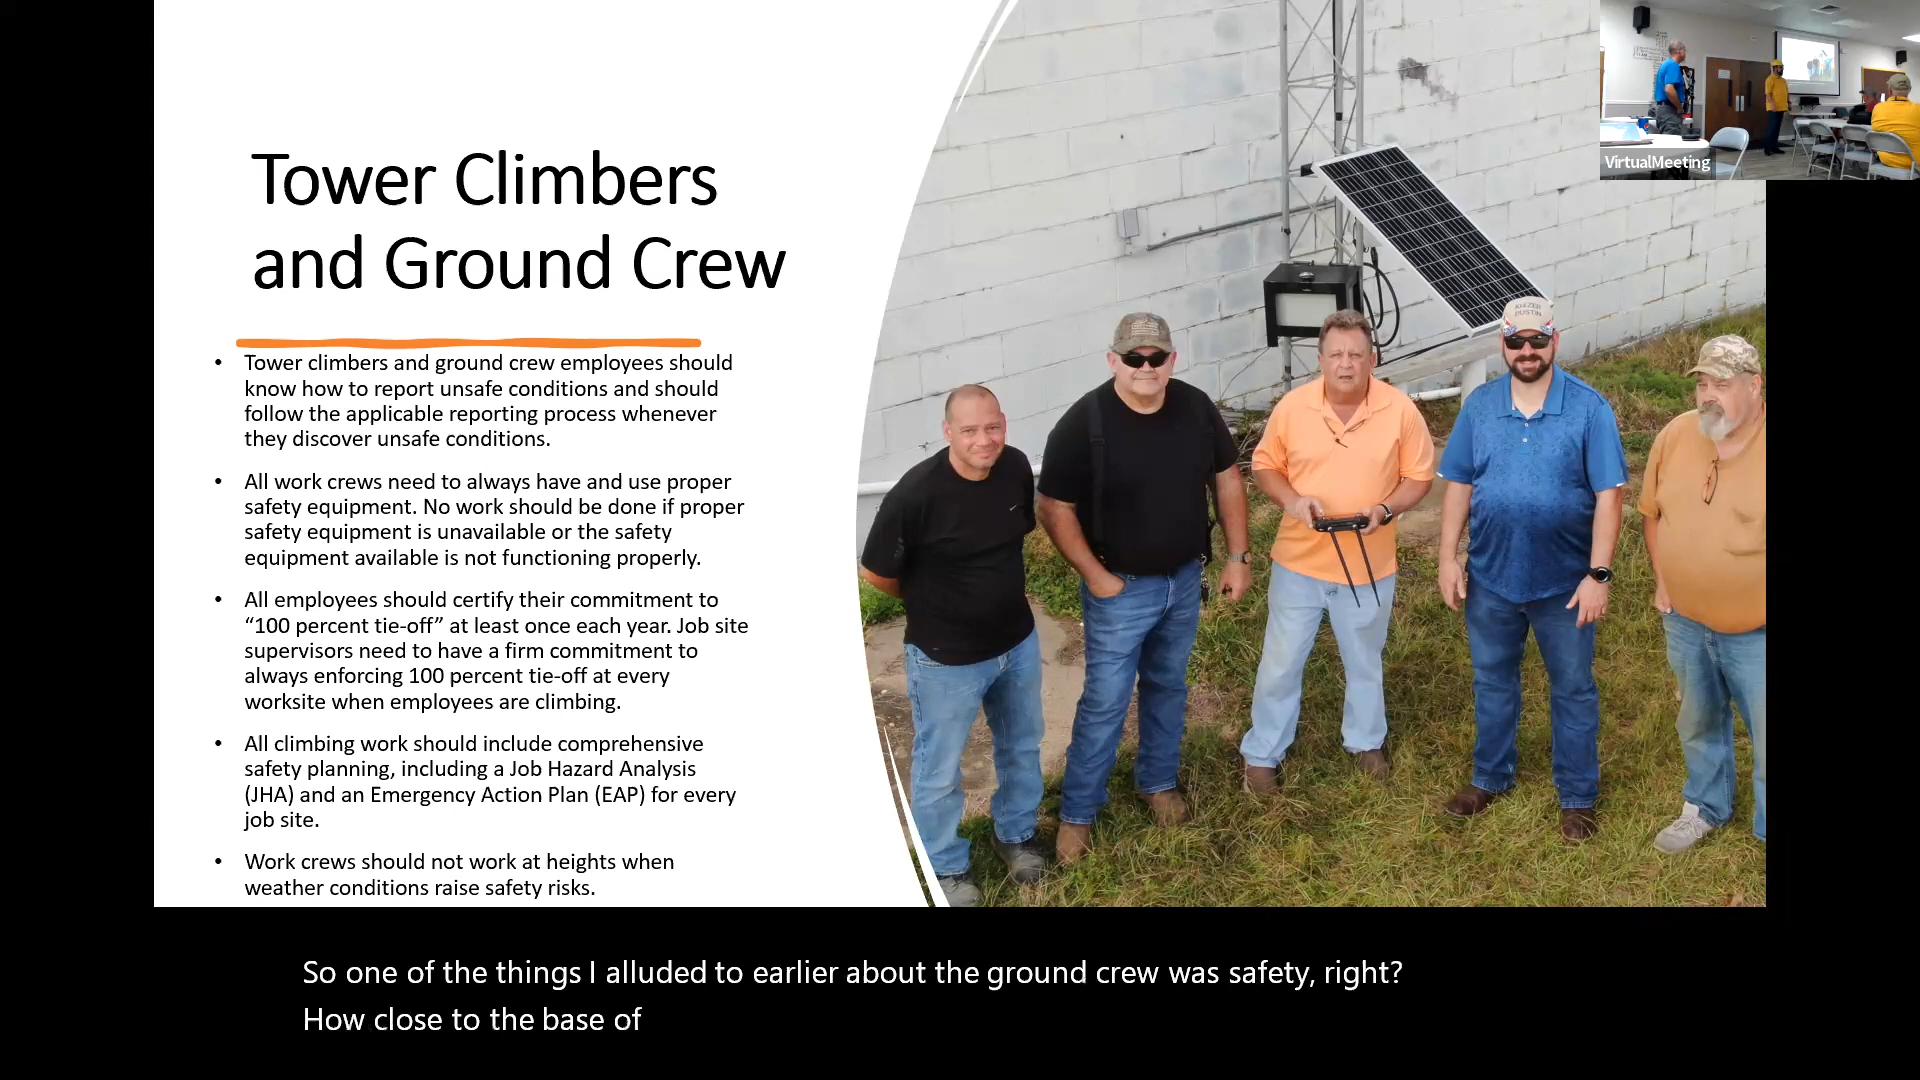 Tower Climbers
and Ground Crew
• Tower climbers and ground crew employees should
know how to report unsafe conditions and should
follow the applicable reporting process whenever
they discover unsafe conditions.
• All work crews need to always have and use proper
safety equipment. No work should be done if proper
safety equipment is unavailable or the safety
equipment available is not functioning properly.
• All employees should certify their commitment to
“100 percent tie-off” at least once each year. Job site
supervisors need to have a firm commitment to
always enforcing 100 percent tie-off at every
worksite when employees are climbing.
• All climbing work should include comprehensive
safety planning, including a Job Hazard Analysis
(JHA) and an Emergency Action Plan (EAP) for every
job site.
• Work crews should not work at heights when
weather conditions raise safety risks.
VirtualMeeting
So one of the things I alluded to earlier about the ground crew was safety, right?
How close to the base of